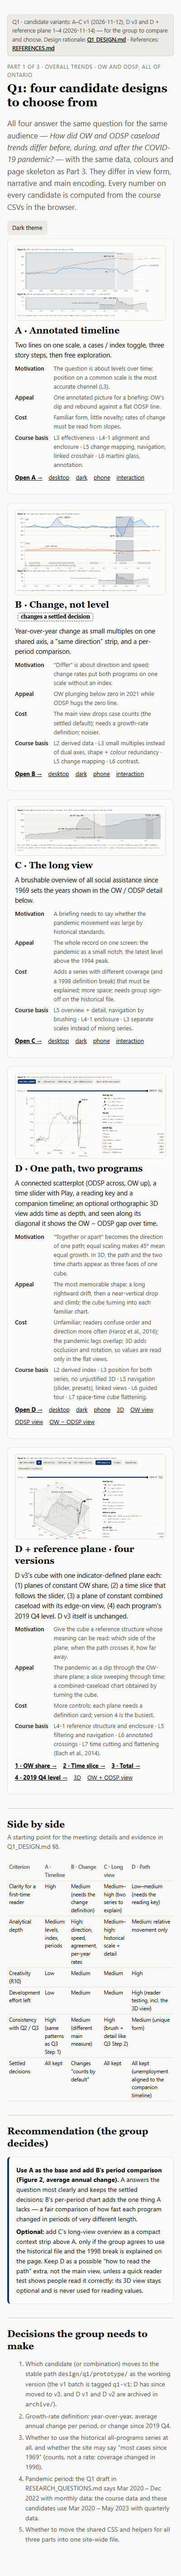 Q1 · candidate variants: A–C v1 (2026-11-12), D v3 and D +
reference plane 1–4 (2026-11-14) — for the group to compare
and choose. Design rationale: Q1_DESIGN.md · References:
REFERENCES.md
PART 1 OF 3 · OVERALL TRENDS · OW AND ODSP, ALL OF
ONTARIO
Q1: four candidate designs
to choose from
All four answer the same question for the same
audience — How did OW and ODSP caseload
trends differ before, during, and after the COVID-
19 pandemic? — with the same data, colours and
page skeleton as Part 3. They differ in view form,
narrative and main encoding. Every number on
every candidate is computed from the course
CSVs in the browser.
Dark theme
A · Annotated timeline
Two lines on one scale, a cases / index toggle, three
story steps, then free exploration.
Motivation The question is about levels over time;
position on a common scale is the most
accurate channel (L3).
Appeal One annotated picture for a briefing: OW's
dip and rebound against a flat ODSP line.
Cost Familiar form, little novelty; rates of change
must be read from slopes.
Course basis L3 effectiveness · L4-1 alignment and
enclosure · L5 change mapping, navigation,
linked crosshair · L6 martini glass,
annotation.
Open A → desktop dark phone interaction
B · Change, not level
changes a settled decision
Year-over-year change as small multiples on one
shared axis, a "same direction" strip, and a per-
period comparison.
Motivation "Differ" is about direction and speed;
change rates put both programs on one
scale without an index.
Appeal OW plunging below zero in 2021 while
ODSP hugs the zero line.
Cost The main view drops case counts (the
settled default); needs a growth-rate
definition; noisier.
Course basis L2 derived data · L3 small multiples instead
of dual axes, shape + colour redundancy ·
L5 change mapping · L6 contrast.
Open B → desktop dark phone interaction
C · The long view
A brushable overview of all social assistance since
1969 sets the years shown in the OW / ODSP detail
below.
Motivation A briefing needs to say whether the
pandemic movement was large by
historical standards.
Appeal The whole record on one screen: the
pandemic as a small notch, the latest level
above the 1994 peak.
Cost Adds a series with different coverage (and
a 1998 definition break) that must be
explained; more space; needs group sign-
off on the historical file.
Course basis L5 overview + detail, navigation by
brushing · L4-1 enclosure · L3 separate
scales instead of mixing series.
Open C → desktop dark phone interaction
D · One path, two programs
A connected scatterplot (ODSP across, OW up), a
time slider with Play, a reading key and a
companion timeline; an optional orthographic 3D
view adds time as depth, and seen along its
diagonal it shows the OW − ODSP gap over time.
Motivation "Together or apart" becomes the direction
of one path; equal scaling makes 45° mean
equal growth. In 3D, the path and the two
time charts appear as three faces of one
cube.
Appeal The most memorable shape: a long
rightward drift, then a near-vertical drop
and climb; the cube turning into each
familiar chart.
Cost Unfamiliar; readers confuse order and
direction more often (Haroz et al., 2016);
the pandemic legs overlap; 3D adds
occlusion and rotation, so values are read
only in the flat views.
Course basis L2 derived index · L3 position for both
series, no unjustified 3D · L5 navigation
(slider, presets), linked views · L6 guided
tour · L7 space-time cube flattening.
Open D → desktop dark phone 3D OW view
ODSP view OW − ODSP view
D + reference plane · four
versions
D v3's cube with one indicator-defined plane each:
(1) planes of constant OW share, (2) a time slice that
follows the slider, (3) a plane of constant combined
caseload with its edge-on view, (4) each program's
2019 Q4 level. D v3 itself is unchanged.
Motivation Give the cube a reference structure whose
meaning can be read: which side of the
plane, when the path crosses it, how far
away.
Appeal The pandemic as a dip through the OW-
share plane; a slice sweeping through time;
a combined-caseload chart obtained by
turning the cube.
Cost More controls; each plane needs a
definition card; version 4 is the busiest.
Course basis L4-1 reference structure and enclosure · L5
filtering and navigation · L6 annotated
crossings · L7 time cutting and flattening
(Bach et al., 2014).
1 · OW share → 2 · Time slice → 3 · Total →
4 · 2019 Q4 level → 3D OW + ODSP view
Side by side
A starting point for the meeting; details and evidence in
Q1_DESIGN.md §8.
Criterion A · Timeline B · Change C · Long view D · Path
Clarity for a first-time reader High Medium (needs the change definition) Medium–high (two series to explain) Low–medium (needs the reading key)
Analytical depth Medium: levels, index, periods High: direction, speed, agreement, per-year rates Medium–high: historical scale + detail Medium: relative movement only
Creativity (R10) Low Medium Medium High
Development effort left Low Medium Medium High (reader testing, incl. the 3D view)
Consistency with Q2 / Q3 High (same patterns as Q3 Step 1) Medium (different main measure) High (brush + detail like Q3 Step 2) Medium (unique form)
Settled decisions All kept Changes "counts by default" All kept All kept (unemployment aligned to the companion timeline)
Recommendation (the group
decides)
Use A as the base and add B's period comparison
(Figure 2, average annual change). A answers the
question most clearly and keeps the settled
decisions; B's per-period chart adds the one thing A
lacks — a fair comparison of how fast each program
changed in periods of very different length.
Optional: add C's long-view overview as a compact
context strip above A, only if the group agrees to use
the historical file and the 1998 break is explained on
the page. Keep D as a possible "how to read the
path" extra, not the main view, unless a quick reader
test shows people read it correctly; its 3D view stays
optional and is never used for reading values.
Decisions the group needs to
make
1. Which candidate (or combination) moves to the
stable path design/q1/prototype/ as the working
version (the v1 batch is tagged q1-v1; D has since
moved to v3, and D v1 and D v2 are archived in
archive/).
2. Growth-rate definition: year-over-year, average
annual change per period, or change since 2019 Q4.
3. Whether to use the historical all-programs series at
all, and whether the site may say "most cases since
1969" (counts, not a rate; coverage changed in
1998).
4. Pandemic period: the Q1 draft in
RESEARCH_QUESTIONS.md says Mar 2020 – Dec
2022 with monthly data; the course data and these
candidates use Mar 2020 – May 2023 with quarterly
data.
5. Whether to move the shared CSS and helpers for all
three parts into one site-wide file.